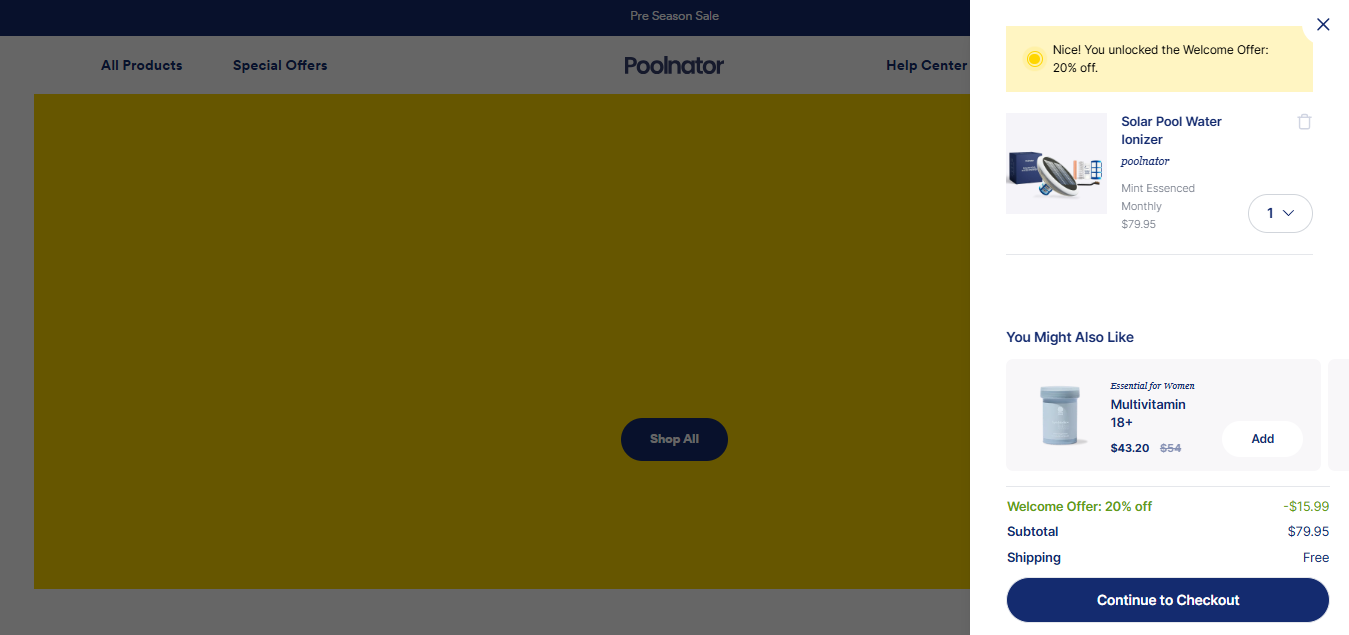 Pre Season Sale
All Products
Special Offers
Poolnator
Help Center
Shop All
Nice! You unlocked the Welcome Offer:
20% off.
Solar Pool Water
Ionizer
poolnator
Mint Essenced
Monthly
$79.95
1
You Might Also Like
Essential for Women
Multivitamin
18+
$43.20 $54
Add
Welcome Offer: 20% off -$15.99
Subtotal $79.95
Shipping Free
Continue to Checkout